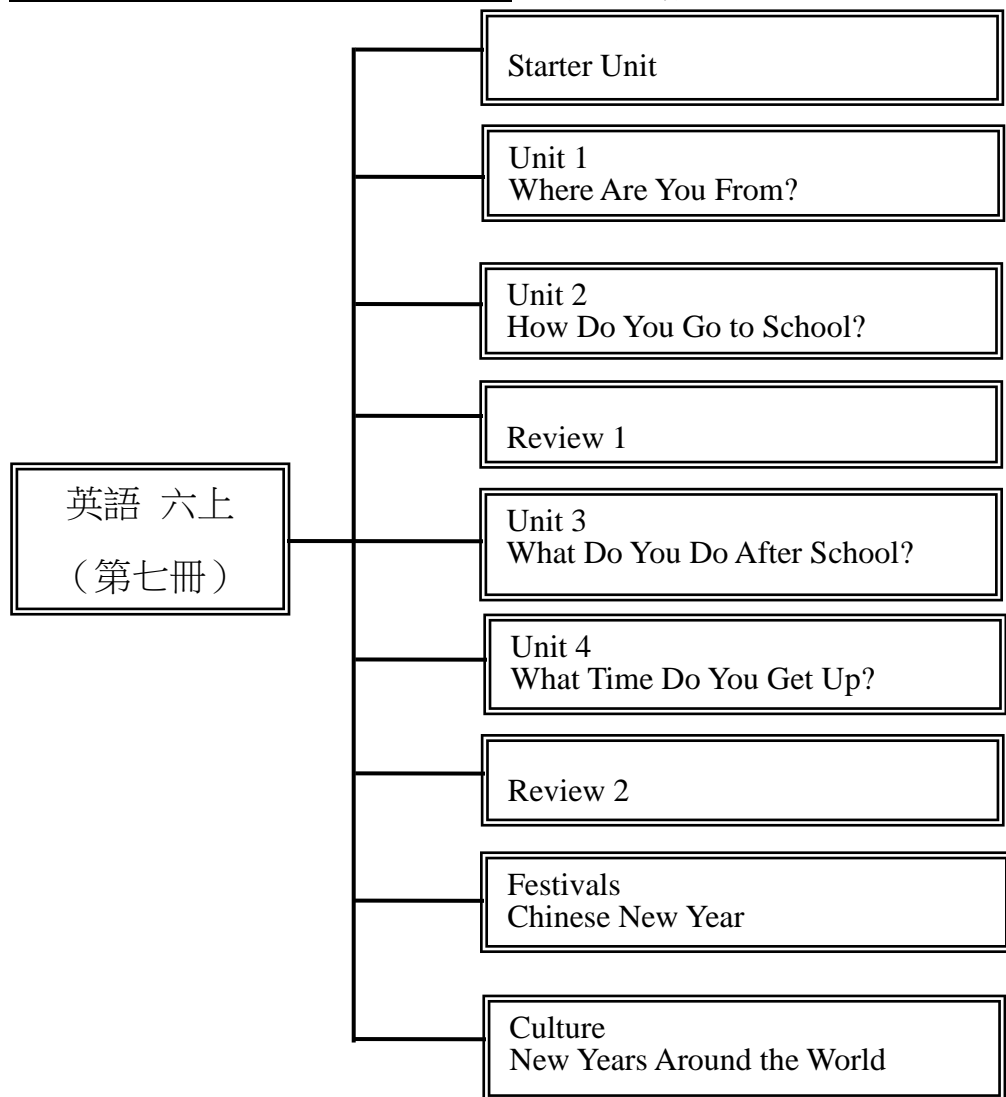 Starter Unit
Unit 1
Where Are You From?
Unit 2
How Do You Go to School?
Review 1
英語 六上
（第七冊）
Unit 3
What Do You Do After School?
Unit 4
What Time Do You Get Up?
Review 2
Festivals
Chinese New Year
Culture
New Years Around the World